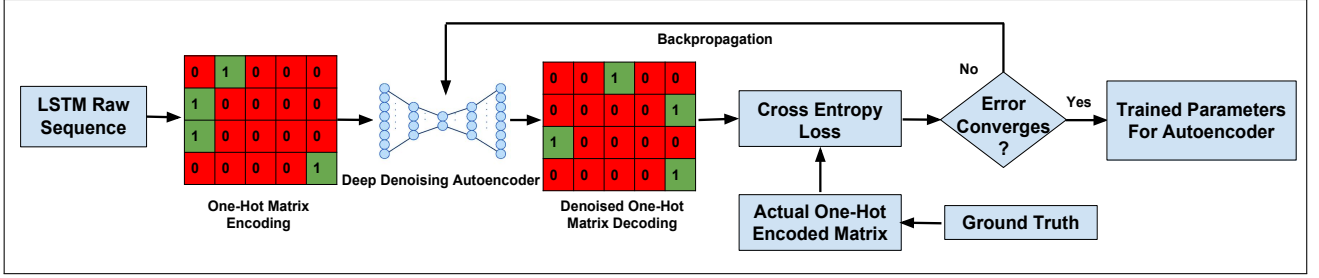 Backpropagation
LSTM Raw
Sequence
0 1 0 0 0
1 0 0 0 0
1 0 0 0 0
0 0 0 0 1
One-Hot Matrix
Encoding
Deep Denoising Autoencoder
0 0 1 0 0
0 0 0 0 1
1 0 0 0 0
0 0 0 0 1
Denoised One-Hot
Matrix Decoding
Cross Entropy
Loss
Actual One-Hot
Encoded Matrix
Ground Truth
No
Error
Converges
?
Yes
Trained Parameters
For Autoencoder